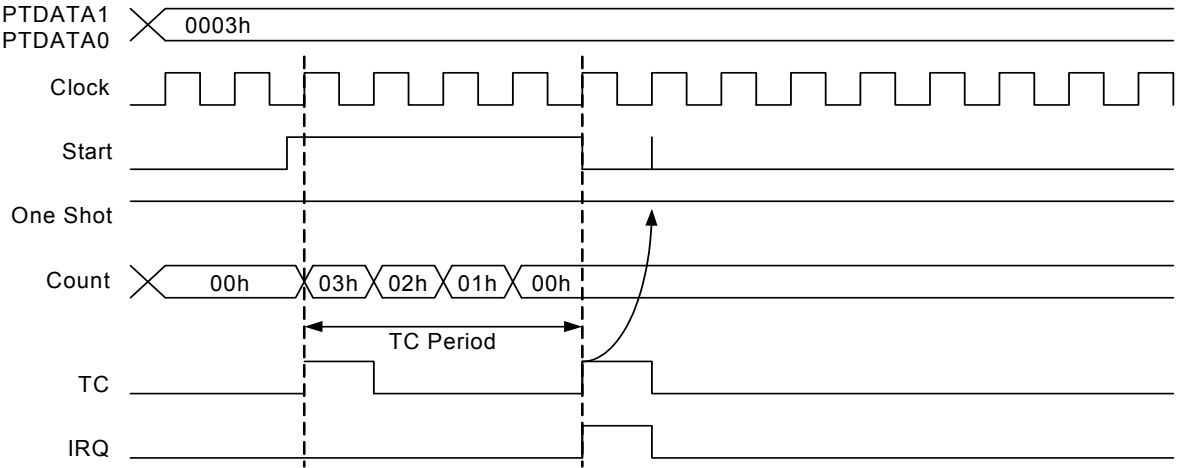 PTDATA1
PTDATA0
0003h
Clock
Start
One Shot
Count
00h
03h
02h
01h
00h
TC Period
TC
IRQ